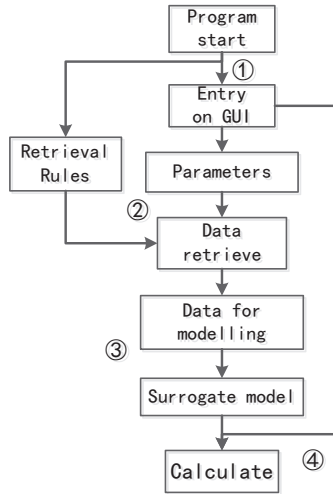 Program
start
①
Entry
on GUI
Retrieval
Rules
Parameters
②
Data
retrieve
Data for
modelling
③
Surrogate model
④
Calculate